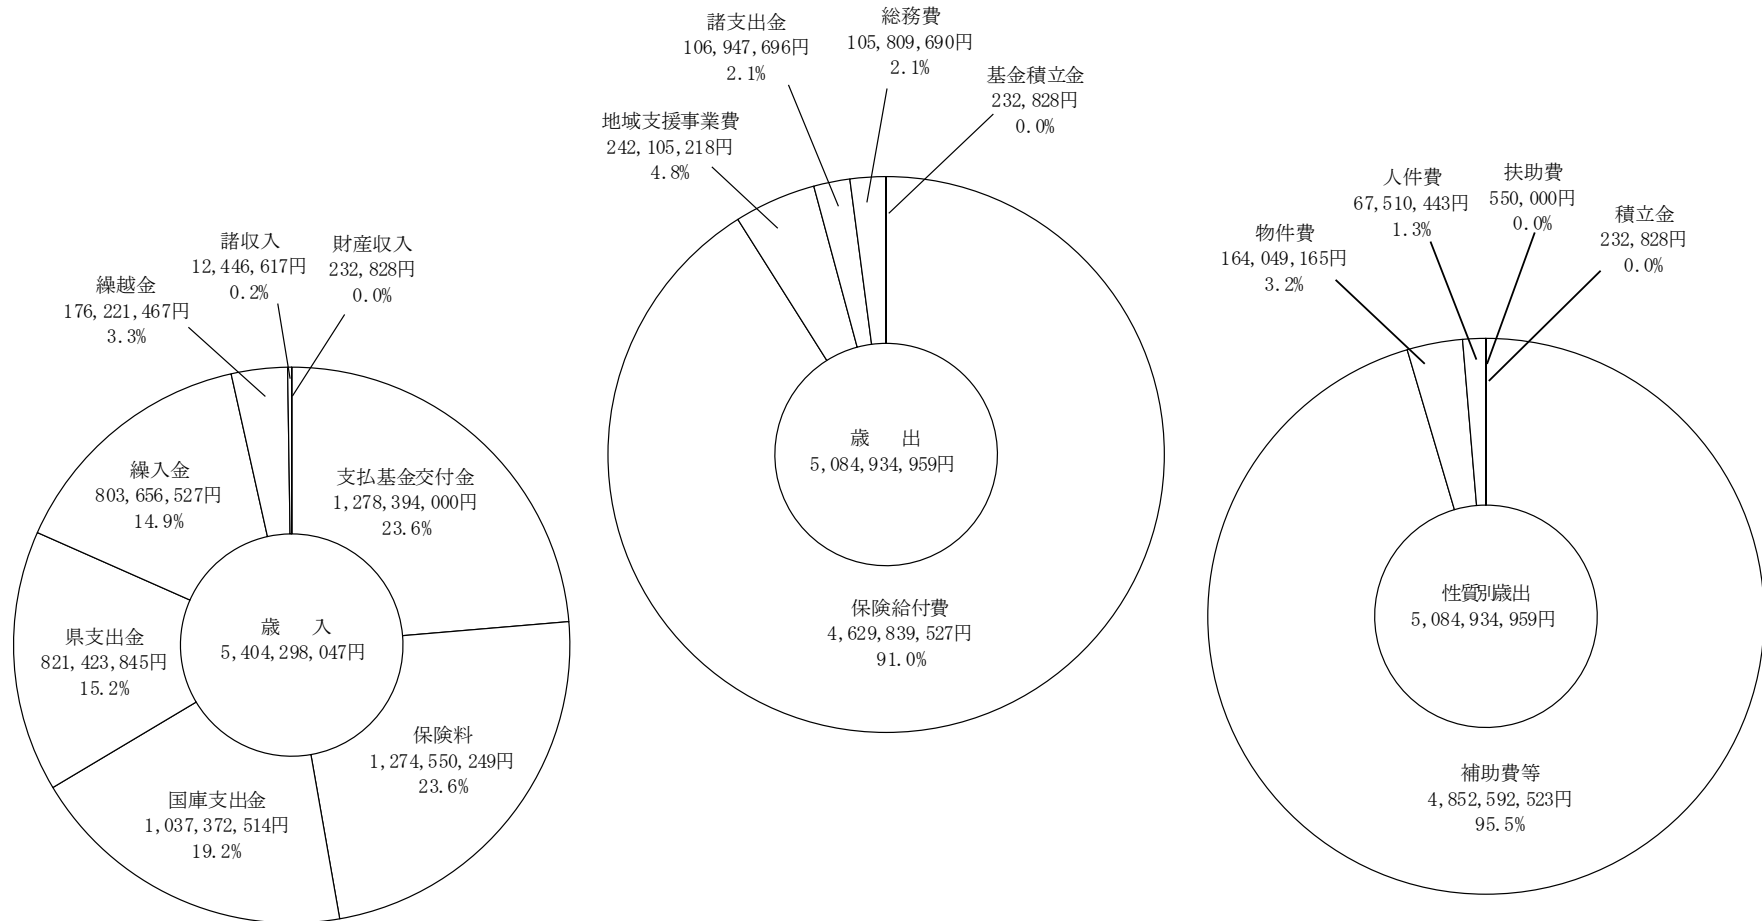 歳　入
5,404,298,047円
支払基金交付金
1,278,394,000円
23.6%
保険料
1,274,550,249円
23.6%
国庫支出金
1,037,372,514円
19.2%
県支出金
821,423,845円
15.2%
繰入金
803,656,527円
14.9%
繰越金
176,221,467円
3.3%
諸収入
12,446,617円
0.2%
財産収入
232,828円
0.0%
歳　出
5,084,934,959円
保険給付費
4,629,839,527円
91.0%
地域支援事業費
242,105,218円
4.8%
諸支出金
106,947,696円
2.1%
総務費
105,809,690円
2.1%
基金積立金
232,828円
0.0%
性質別歳出
5,084,934,959円
補助費等
4,852,592,523円
95.5%
物件費
164,049,165円
3.2%
人件費
67,510,443円
1.3%
扶助費
550,000円
0.0%
積立金
232,828円
0.0%